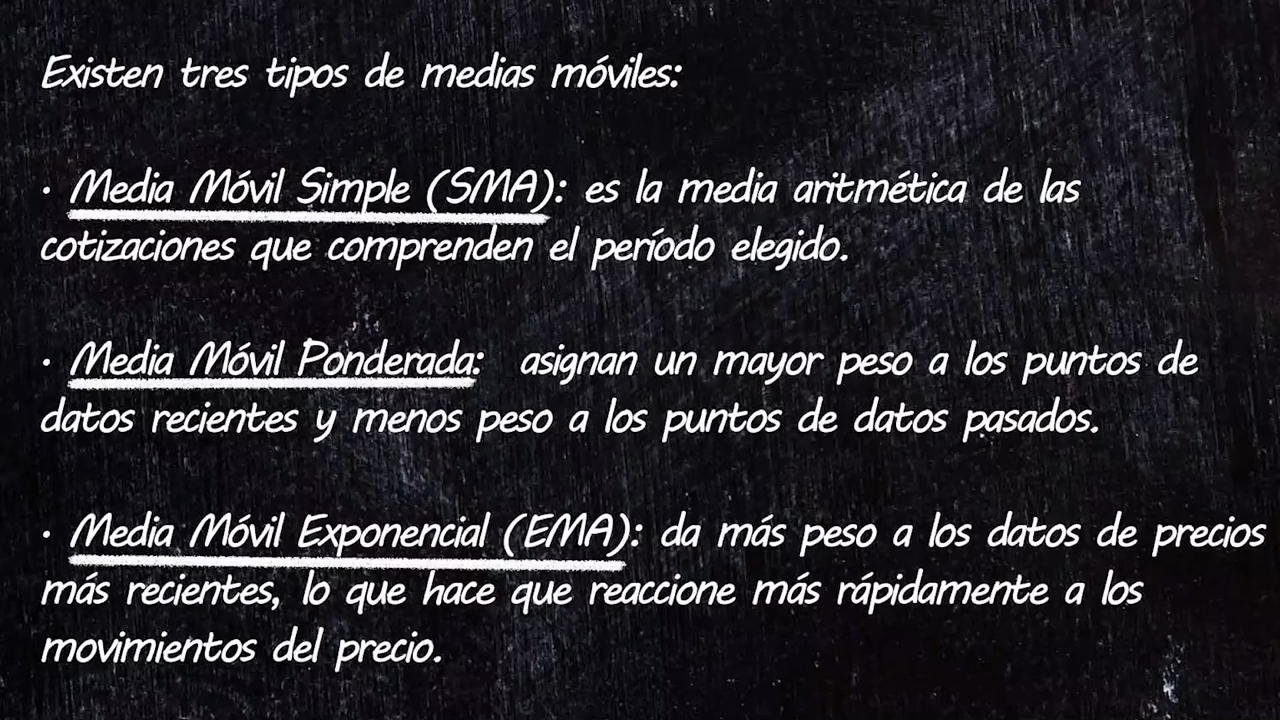 Existen tres tipos de medias móviles:
· Media Móvil Simple (SMA): es la media aritmética de las
cotizaciones que comprenden el período elegido.
· Media Móvil Ponderada: asignan un mayor peso a los puntos de
datos recientes y menos peso a los puntos de datos pasados.
· Media Móvil Exponencial (EMA): da más peso a los datos de precios
más recientes, lo que hace que reaccione más rápidamente a los
movimientos del precio.